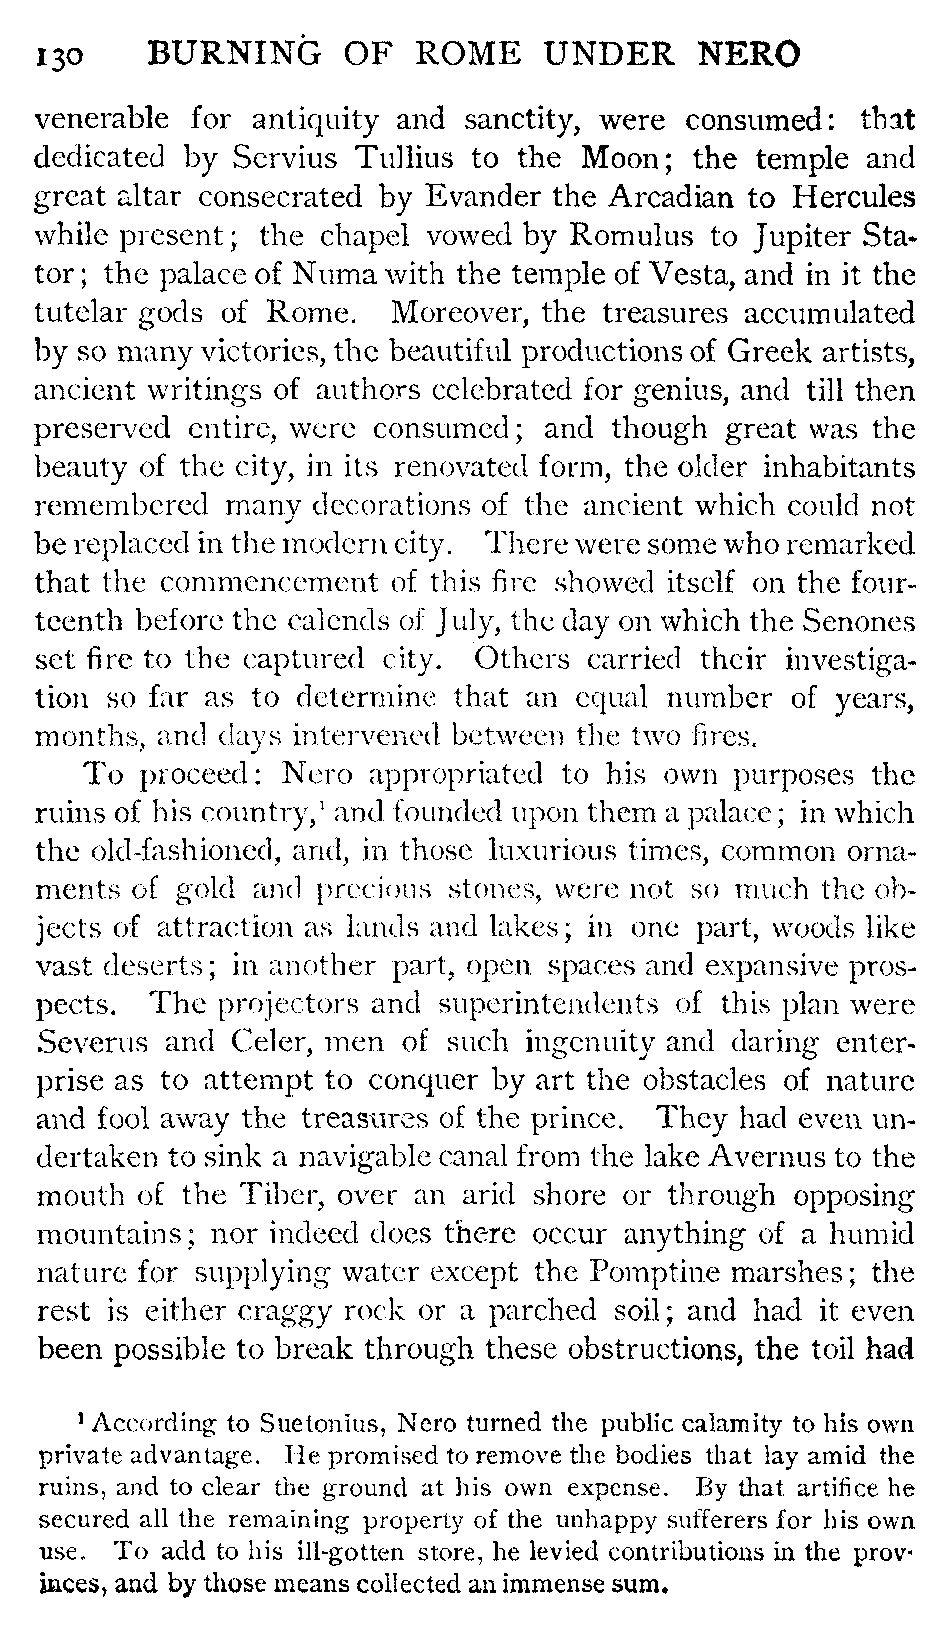 130 BURNING OF ROME UNDER NERO
venerable for antiquity and sanctity, were consumed: that
dedicated by Servius Tullius to the Moon; the temple and
great altar consecrated by Evander the Arcadian to Hercules
while present; the chapel vowed by Romulus to Jupiter Sta-
tor; the palace of Numa with the temple of Vesta, and in it the
tutelar gods of Rome. Moreover, the treasures accumulated
by so many victories, the beautiful productions of Greek artists,
ancient writings of authors celebrated for genius, and till then
preserved entire, were consumed; and though great was the
beauty of the city, in its renovated form, the older inhabitants
remembered many decorations of the ancient which could not
be replaced in the modern city. There were some who remarked
that the commencement of this fire showed itself on the four-
teenth before the calends of July, the day on which the Senones
set fire to the captured city. Others carried their investiga-
tion so far as to determine that an equal number of years,
months, and days intervened between the two fires.
To proceed: Nero appropriated to his own purposes the
ruins of his country,¹ and founded upon them a palace; in which
the old-fashioned, and, in those luxurious times, common orna-
ments of gold and precious stones, were not so much the ob-
jects of attraction as lands and lakes; in one part, woods like
vast deserts; in another part, open spaces and expansive pros-
pects. The projectors and superintendents of this plan were
Severus and Celer, men of such ingenuity and daring enter-
prise as to attempt to conquer by art the obstacles of nature
and fool away the treasures of the prince. They had even un-
dertaken to sink a navigable canal from the lake Avernus to the
mouth of the Tiber, over an arid shore or through opposing
mountains; nor indeed does there occur anything of a humid
nature for supplying water except the Pomptine marshes; the
rest is either craggy rock or a parched soil; and had it even
been possible to break through these obstructions, the toil had
¹ According to Suetonius, Nero turned the public calamity to his own
private advantage. He promised to remove the bodies that lay amid the
ruins, and to clear the ground at his own expense. By that artifice he
secured all the remaining property of the unhappy sufferers for his own
use. To add to his ill-gotten store, he levied contributions in the prov-
inces, and by those means collected an immense sum.